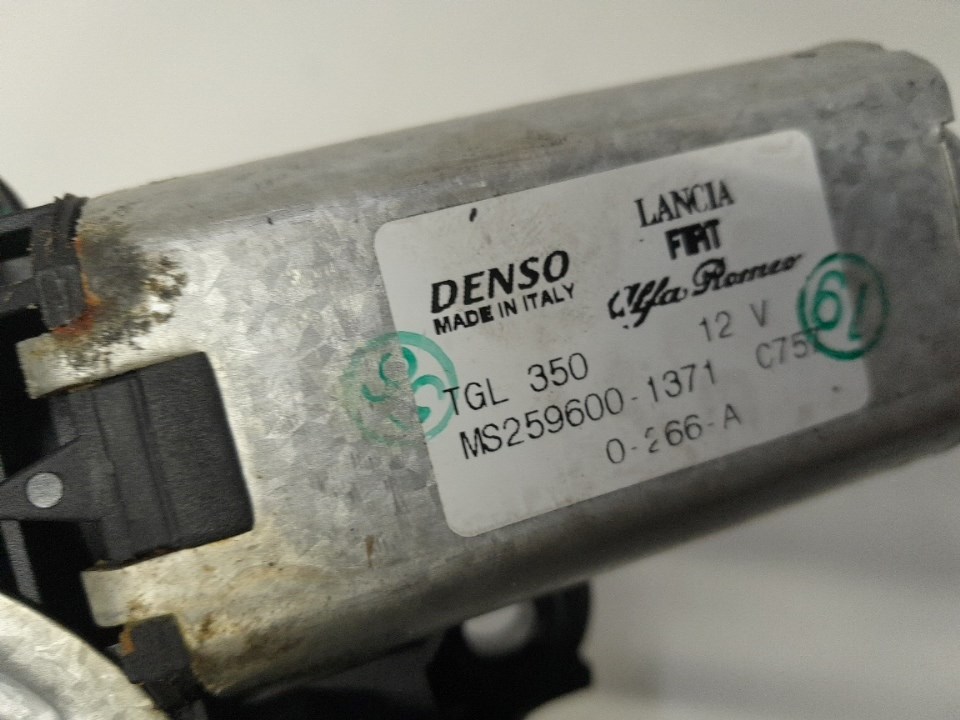 DENSO
MADE IN ITALY
LANCIA
FIAT
Alfa Romeo
TGL 350
12 V
MS259600-1371
0-266-A